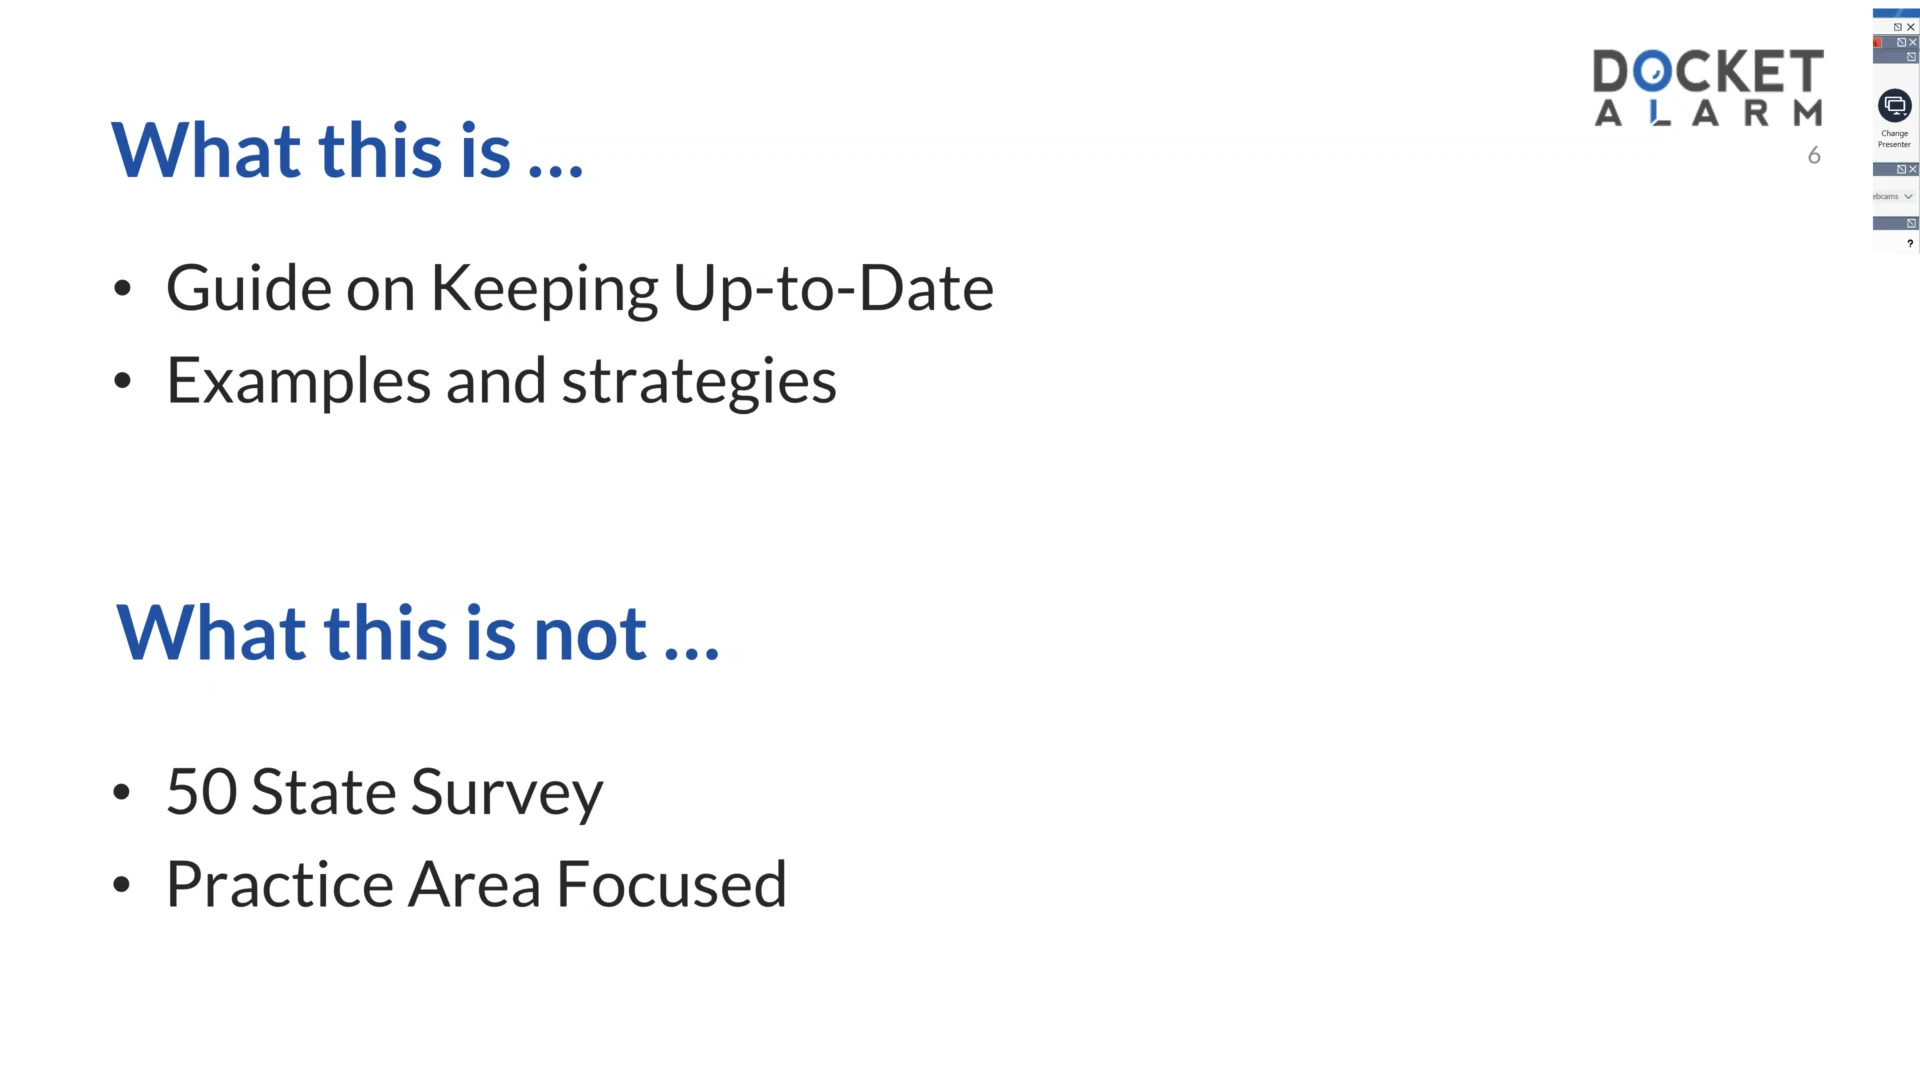 DOCKET
ALARM
6
What this is ...
• Guide on Keeping Up-to-Date
• Examples and strategies
What this is not ...
• 50 State Survey
• Practice Area Focused
Change
Presenter
ebcams
?